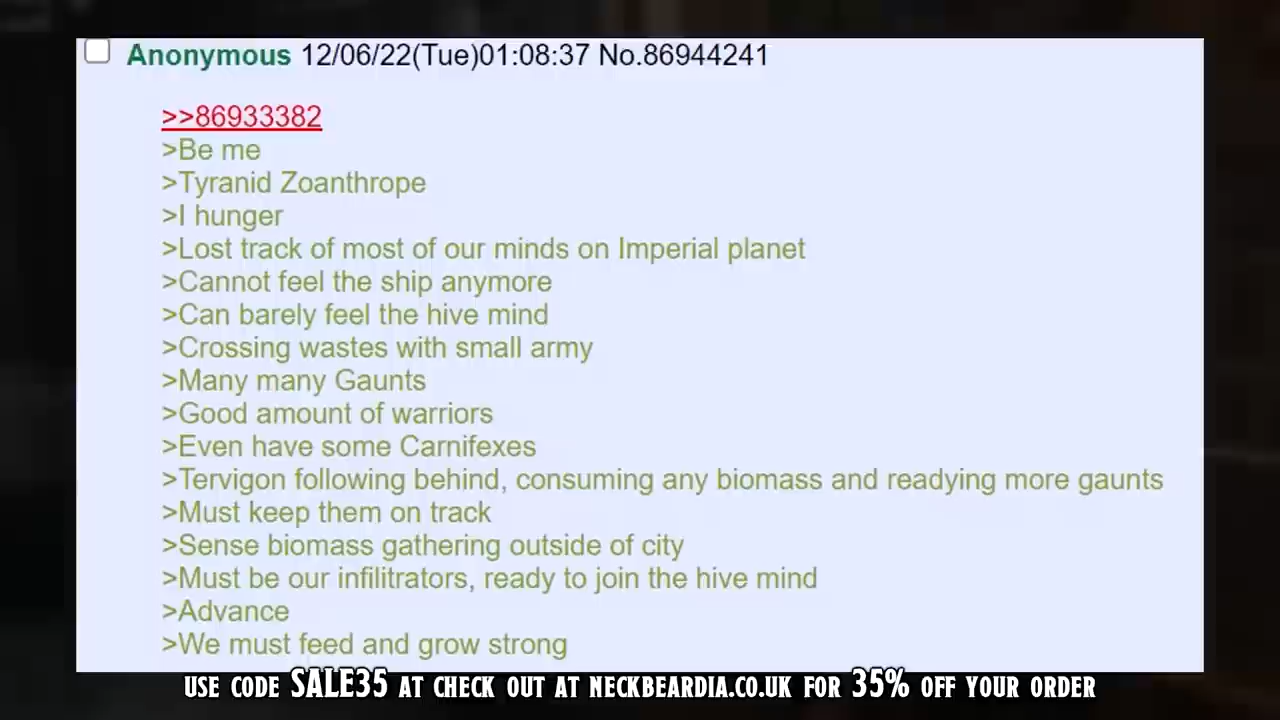 Anonymous 12/06/22(Tue)01:08:37 No.86944241
>>86933382
>Be me
>Tyranid Zoanthrope
>I hunger
>Lost track of most of our minds on Imperial planet
>Cannot feel the ship anymore
>Can barely feel the hive mind
>Crossing wastes with small army
>Many many Gaunts
>Good amount of warriors
>Even have some Carnifexes
>Tervigon following behind, consuming any biomass and readying more gaunts
>Must keep them on track
>Sense biomass gathering outside of city
>Must be our infilitrators, ready to join the hive mind
>Advance
>We must feed and grow strong
USE CODE SALE35 AT CHECK OUT AT NECKBEARDIA.CO.UK FOR 35% OFF YOUR ORDER